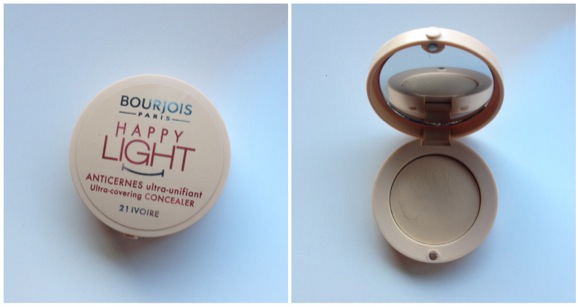 BOURJOIS
PARIS
HAPPY
LIGHT
ANTICERNES ultra-unifiant
Ultra-covering CONCEALER
21 IVOIRE